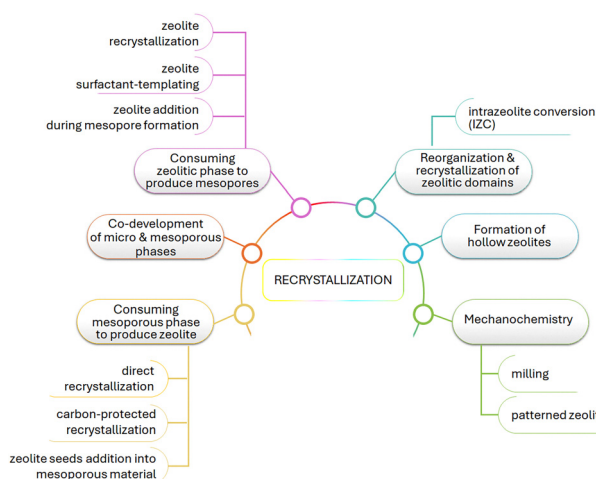 zeolite
recrystallization
zeolite
surfactant-templating
zeolite addition
during mesopore formation
Consuming
zeolitic phase to
produce mesopores
Co-development
of micro & mesoporous
phases
Consuming
mesoporous phase
to produce zeolite
direct
recrystallization
carbon-protected
recrystallization
zeolite seeds addition into
mesoporous material
RECRYSTALLIZATION
intrazeolite conversion
(IZC)
Reorganization &
recrystallization of
zeolitic domains
Formation of
hollow zeolites
Mechanochemistry
milling
patterned